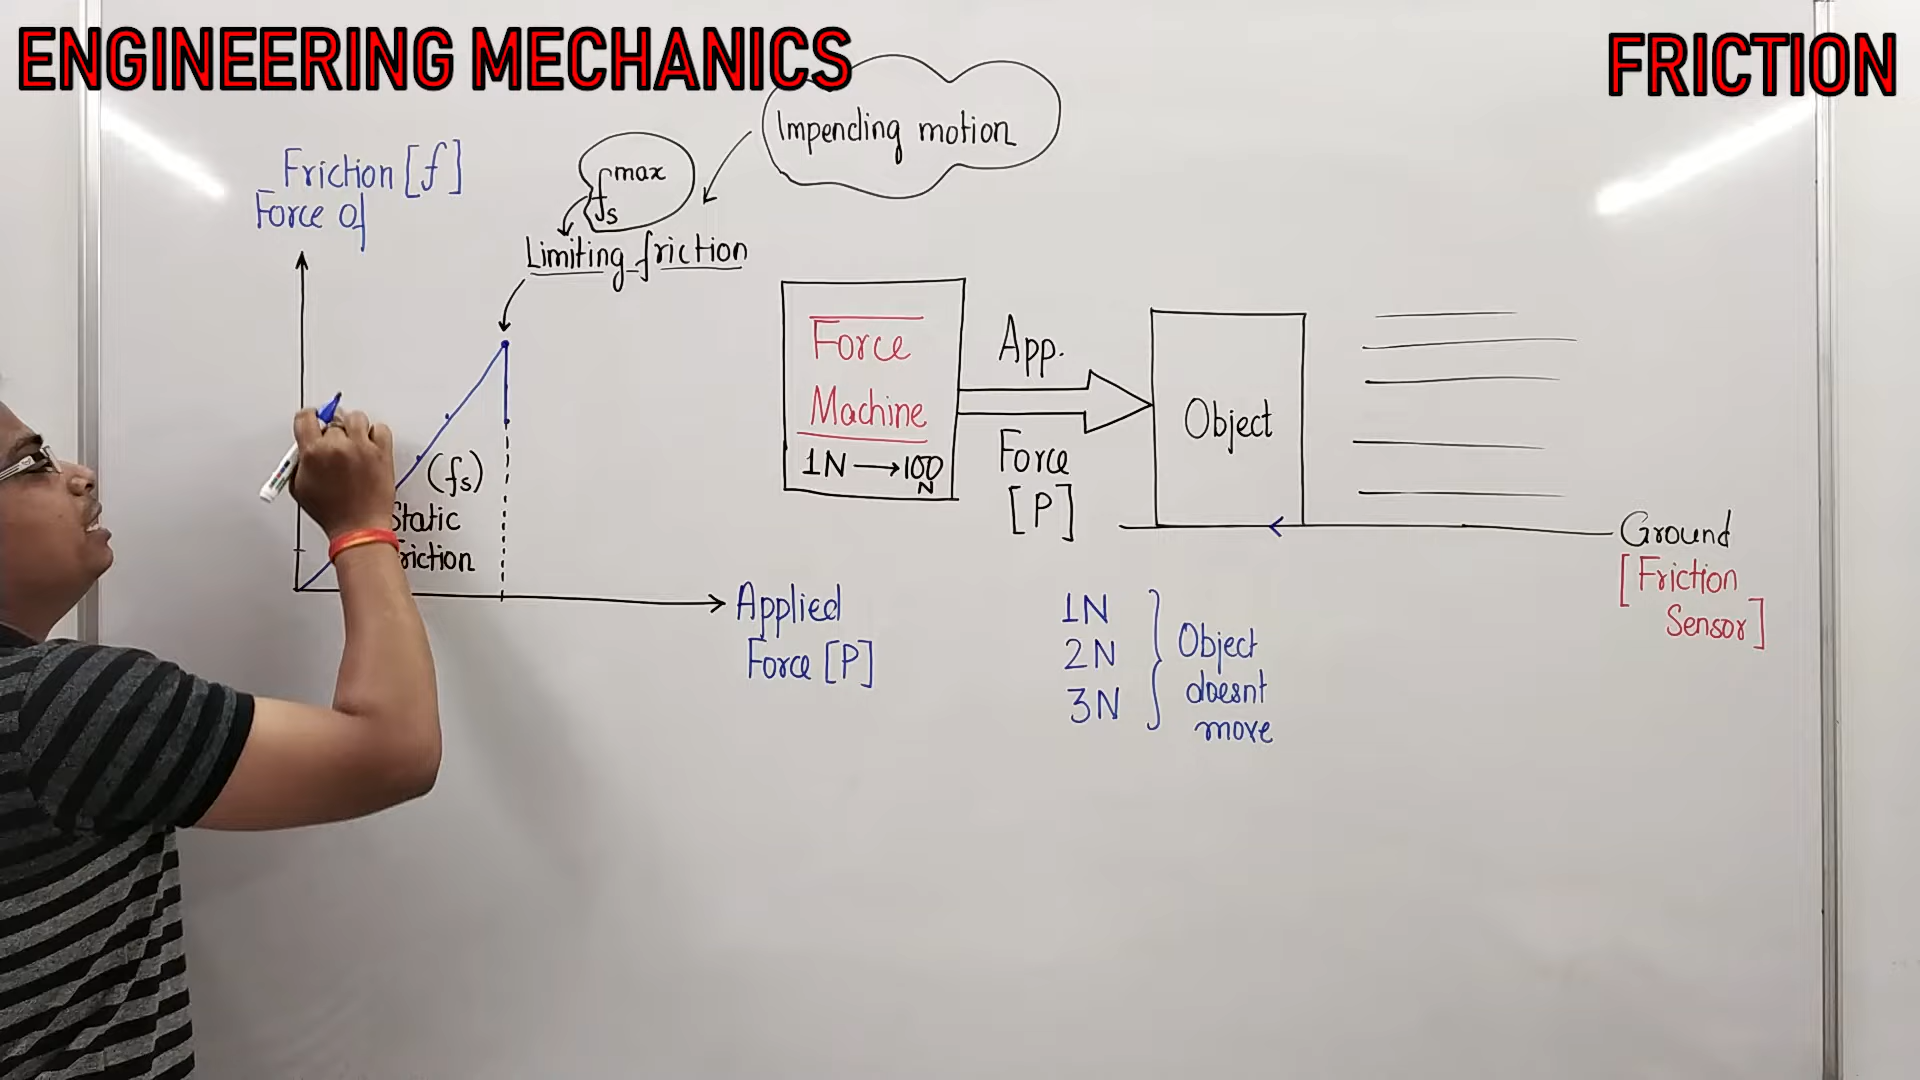 ENGINEERING MECHANICS
FRICTION
Impending motion
Friction [f]
Force of
fs max
Limiting friction
(fs)
Static
friction
Applied
Force [P]
Force
Machine
1N → 100
N
App.
Force
[P]
Object
Ground
[Friction
Sensor]
1N
2N
3N
Object
doesnt
move